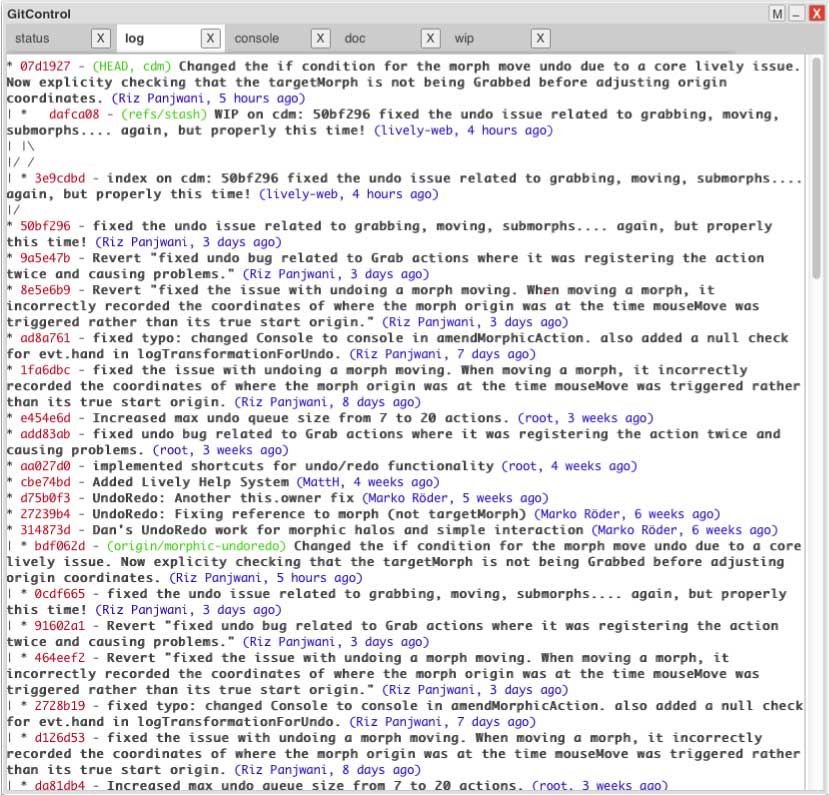 GitControl M _ X
status X log X console X doc X wip X
* 07d1927 - (HEAD, cdm) Changed the if condition for the morph move undo due to a core lively issue.
Now explicity checking that the targetMorph is not being Grabbed before adjusting origin
coordinates. (Riz Panjwani, 5 hours ago)
| *   dafca08 - (refs/stash) WIP on cdm: 50bf296 fixed the undo issue related to grabbing, moving,
submorphs.... again, but properly this time! (lively-web, 4 hours ago)
| |\
|/ /
| * 3e9cdbd - index on cdm: 50bf296 fixed the undo issue related to grabbing, moving, submorphs....
again, but properly this time! (lively-web, 4 hours ago)
|/
* 50bf296 - fixed the undo issue related to grabbing, moving, submorphs.... again, but properly
this time! (Riz Panjwani, 3 days ago)
* 9a5e47b - Revert "fixed undo bug related to Grab actions where it was registering the action
twice and causing problems." (Riz Panjwani, 3 days ago)
* 8e5e6b9 - Revert "fixed the issue with undoing a morph moving. When moving a morph, it
incorrectly recorded the coordinates of where the morph origin was at the time mouseMove was
triggered rather than its true start origin." (Riz Panjwani, 3 days ago)
* ad8a761 - fixed typo: changed Console to console in amendMorphicAction. also added a null check
for evt.hand in logTransformationForUndo. (Riz Panjwani, 7 days ago)
* 1fa6dbc - fixed the issue with undoing a morph moving. When moving a morph, it incorrectly
recorded the coordinates of where the morph origin was at the time mouseMove was triggered rather
than its true start origin. (Riz Panjwani, 8 days ago)
* e454e6d - Increased max undo queue size from 7 to 20 actions. (root, 3 weeks ago)
* add83ab - fixed undo bug related to Grab actions where it was registering the action twice and
causing problems. (root, 3 weeks ago)
* aa027d0 - implemented shortcuts for undo/redo functionality (root, 4 weeks ago)
* cbe74bd - Added Lively Help System (MattH, 4 weeks ago)
* d75b0f3 - UndoRedo: Another this.owner fix (Marko Röder, 5 weeks ago)
* 27239b4 - UndoRedo: Fixing reference to morph (not targetMorph) (Marko Röder, 6 weeks ago)
* 314873d - Dan's UndoRedo work for morphic halos and simple interaction (Marko Röder, 6 weeks ago)
| * bdf062d - (origin/morphic-undoredo) Changed the if condition for the morph move undo due to a core
lively issue. Now explicity checking that the targetMorph is not being Grabbed before adjusting
origin coordinates. (Riz Panjwani, 5 hours ago)
| * 0cdf665 - fixed the undo issue related to grabbing, moving, submorphs.... again, but properly
this time! (Riz Panjwani, 3 days ago)
| * 91602a1 - Revert "fixed undo bug related to Grab actions where it was registering the action
twice and causing problems." (Riz Panjwani, 3 days ago)
| * 464eef2 - Revert "fixed the issue with undoing a morph moving. When moving a morph, it
incorrectly recorded the coordinates of where the morph origin was at the time mouseMove was
triggered rather than its true start origin." (Riz Panjwani, 3 days ago)
| * 2728b19 - fixed typo: changed Console to console in amendMorphicAction. also added a null check
for evt.hand in logTransformationForUndo. (Riz Panjwani, 7 days ago)
| * d126d53 - fixed the issue with undoing a morph moving. When moving a morph, it incorrectly
recorded the coordinates of where the morph origin was at the time mouseMove was triggered rather
than its true start origin. (Riz Panjwani, 8 days ago)
| * da81db4 - Increased max undo queue size from 7 to 20 actions. (root, 3 weeks ago)